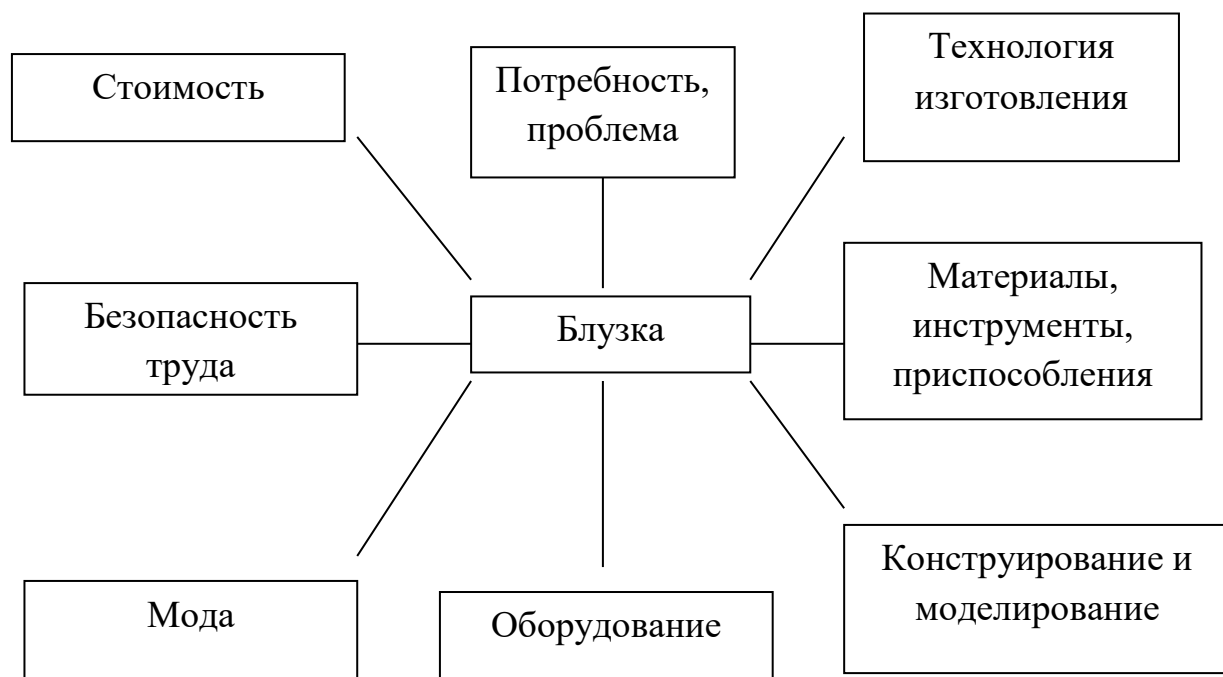 Стоимость
Потребность,
проблема
Технология
изготовления
Безопасность
труда
Блузка
Материалы,
инструменты,
приспособления
Мода
Оборудование
Конструирование и
моделирование